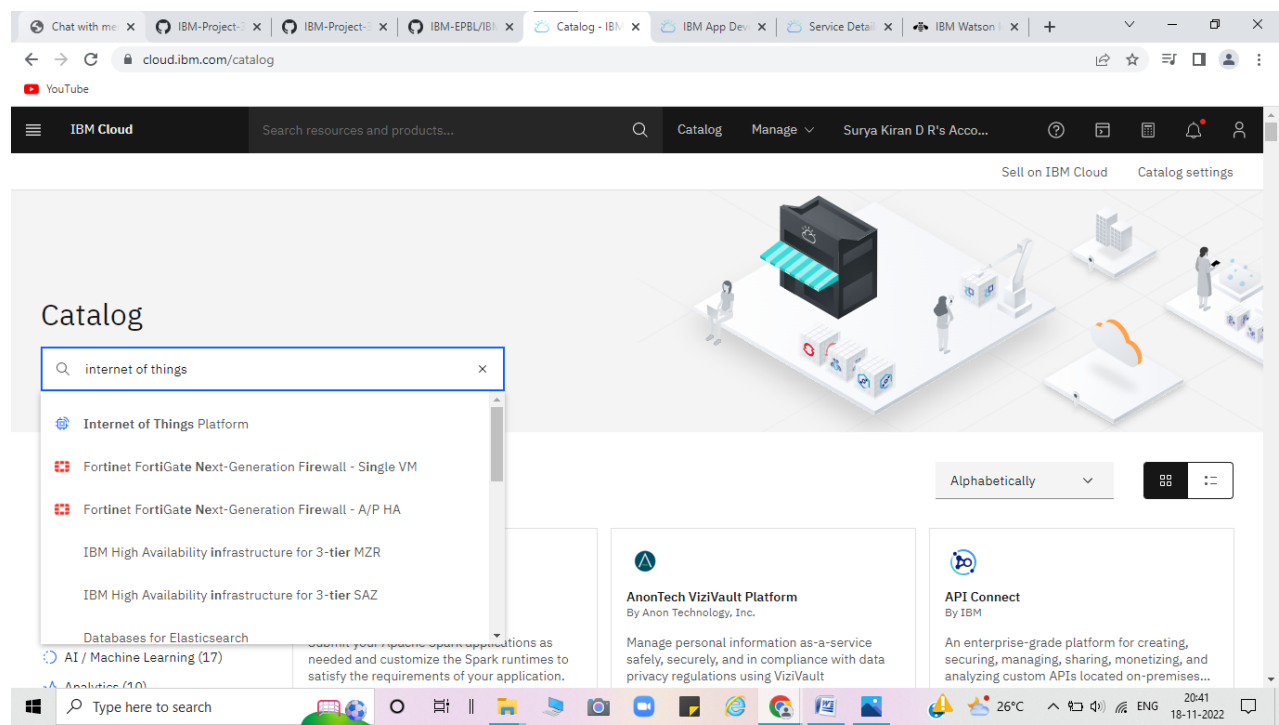 Chat with me
IBM-Project-3
IBM-Project-3
IBM-EPBL/IBM
Catalog - IBM
IBM App Dev
Service Detail
IBM Watson I
cloud.ibm.com/catalog
YouTube
IBM Cloud
Search resources and products...
Catalog
Manage
Surya Kiran D R's Acco...
Sell on IBM Cloud
Catalog settings
Catalog
internet of things
Internet of Things Platform
Fortinet FortiGate Next-Generation Firewall - Single VM
Fortinet FortiGate Next-Generation Firewall - A/P HA
IBM High Availability infrastructure for 3-tier MZR
IBM High Availability infrastructure for 3-tier SAZ
Databases for Elasticsearch
AI / Machine Learning (17)
Analytics (10)
Alphabetically
Submit your Apache Spark applications as
needed and customize the Spark runtimes to
satisfy the requirements of your application.
AnonTech ViziVault Platform
By Anon Technology, Inc.
Manage personal information as-a-service
safely, securely, and in compliance with data
privacy regulations using ViziVault
API Connect
By IBM
An enterprise-grade platform for creating,
securing, managing, sharing, monetizing, and
analyzing custom APIs located on-premises...
Type here to search
26°C
ENG
20:41
18-11-2022